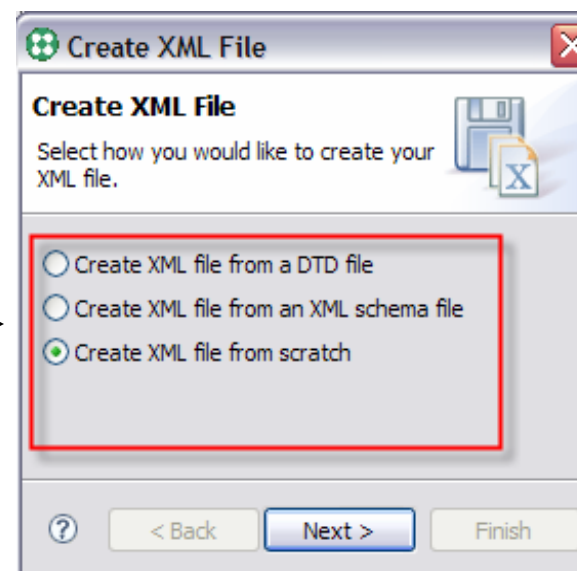 Create XML File
Create XML File
Select how you would like to create your
XML file.
X
Create XML file from a DTD file
Create XML file from an XML schema file
Create XML file from scratch
? < Back Next > Finish